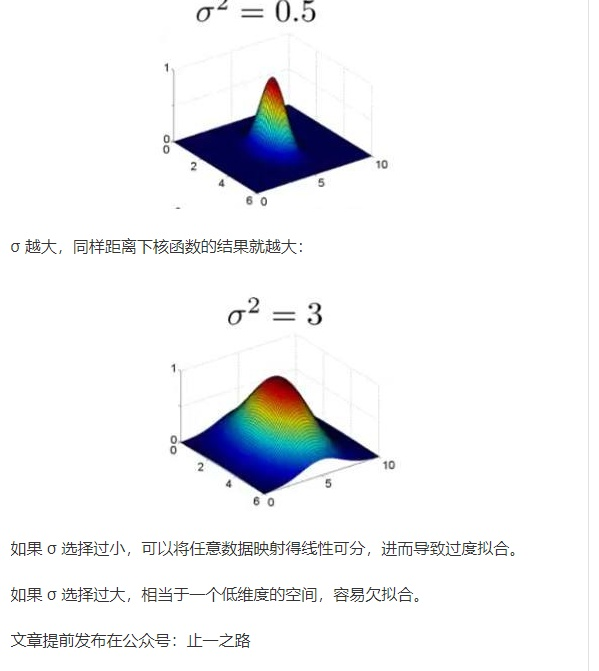 σ² = 0.5
1
0
0
2
4
6 0
5
10
σ 越大，同样距离下核函数的结果就越大：
σ² = 3
1
0
0
2
4
6 0
5
10
如果 σ 选择过小，可以将任意数据映射得线性可分，进而导致过度拟合。
如果 σ 选择过大，相当于一个低维度的空间，容易欠拟合。
文章提前发布在公众号：止一之路